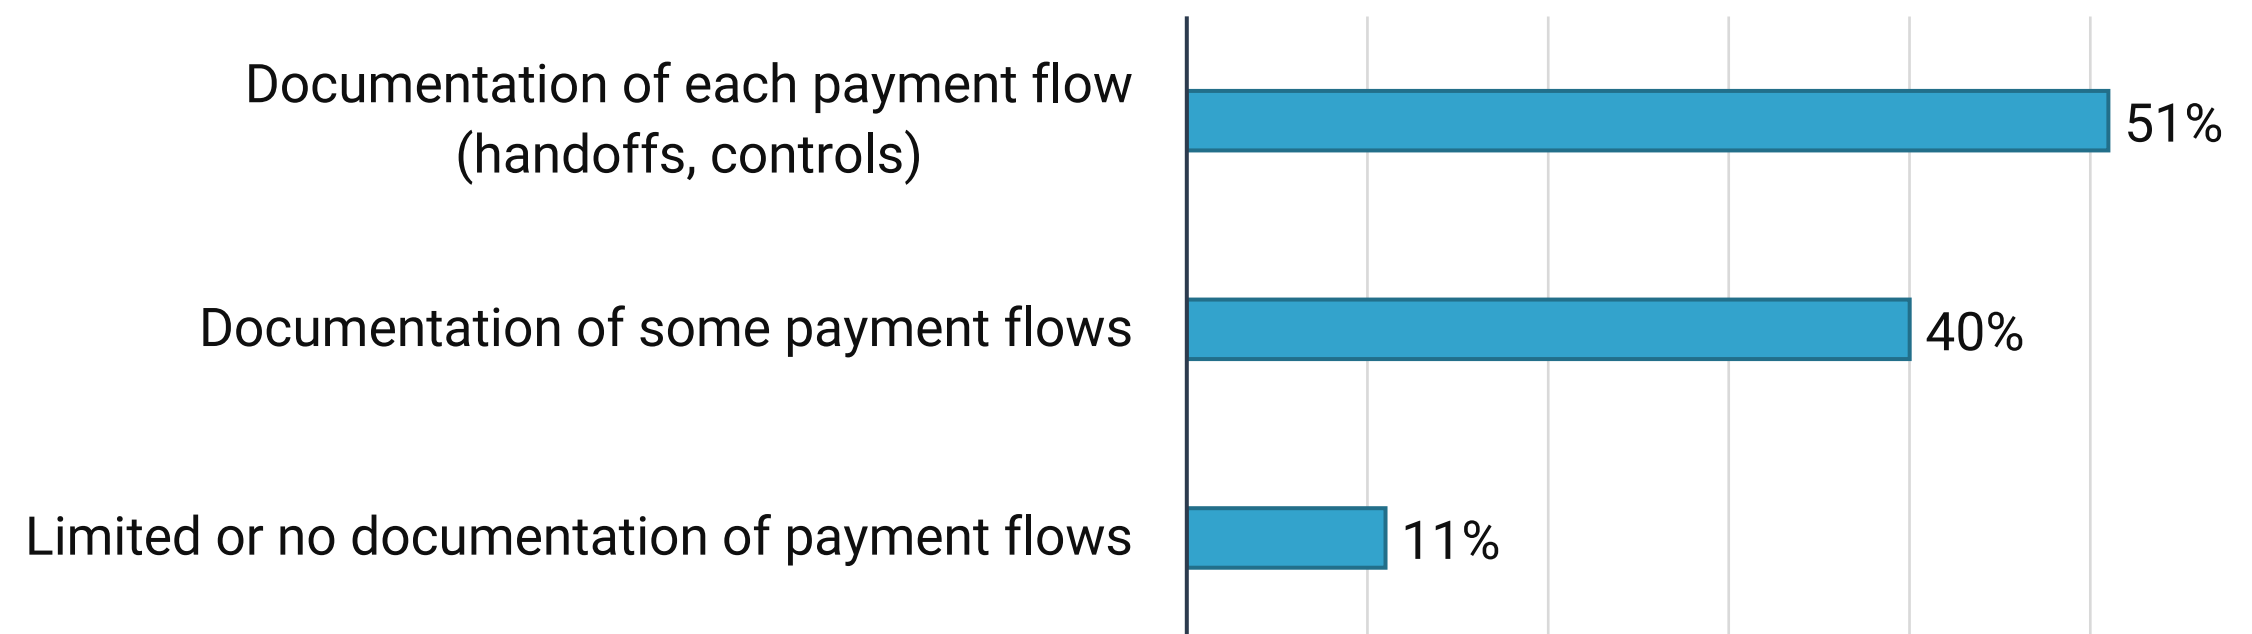 Documentation of each payment flow
(handoffs, controls)
51%
Documentation of some payment flows
40%
Limited or no documentation of payment flows
11%